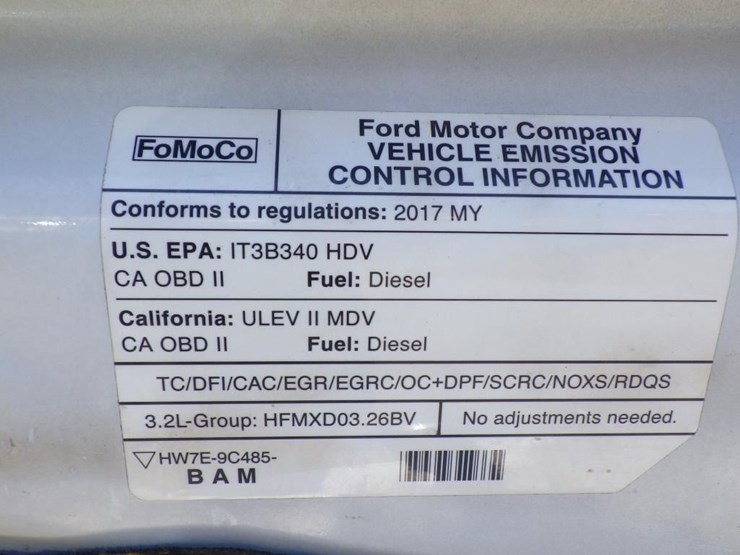 FoMoCo
Ford Motor Company
VEHICLE EMISSION
CONTROL INFORMATION
Conforms to regulations: 2017 MY
U.S. EPA: IT3B340 HDV
CA OBD II Fuel: Diesel
California: ULEV II MDV
CA OBD II Fuel: Diesel
TC/DFI/CAC/EGR/EGRC/OC+DPF/SCRC/NOXS/RDQS
3.2L-Group: HFMXD03.26BV
No adjustments needed.
HW7E-9C485-
BAM